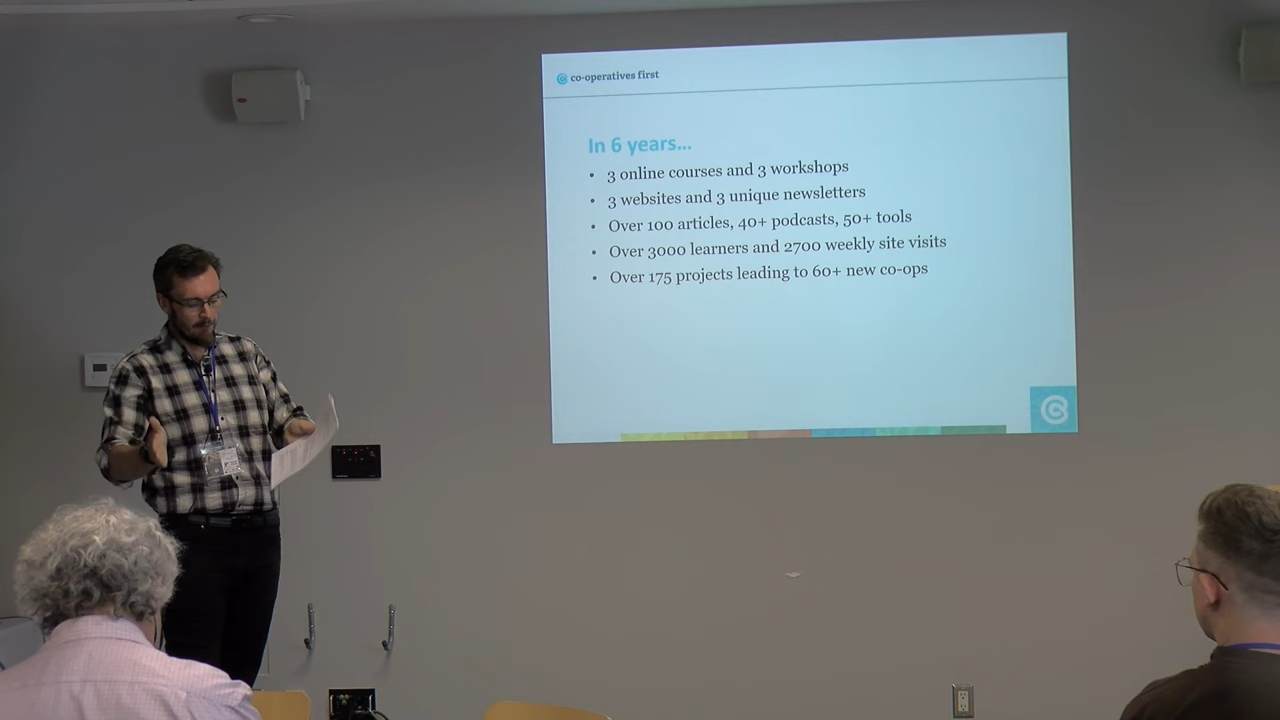 co-operatives first
In 6 years...
• 3 online courses and 3 workshops
• 3 websites and 3 unique newsletters
• Over 100 articles, 40+ podcasts, 50+ tools
• Over 3000 learners and 2700 weekly site visits
• Over 175 projects leading to 60+ new co-ops